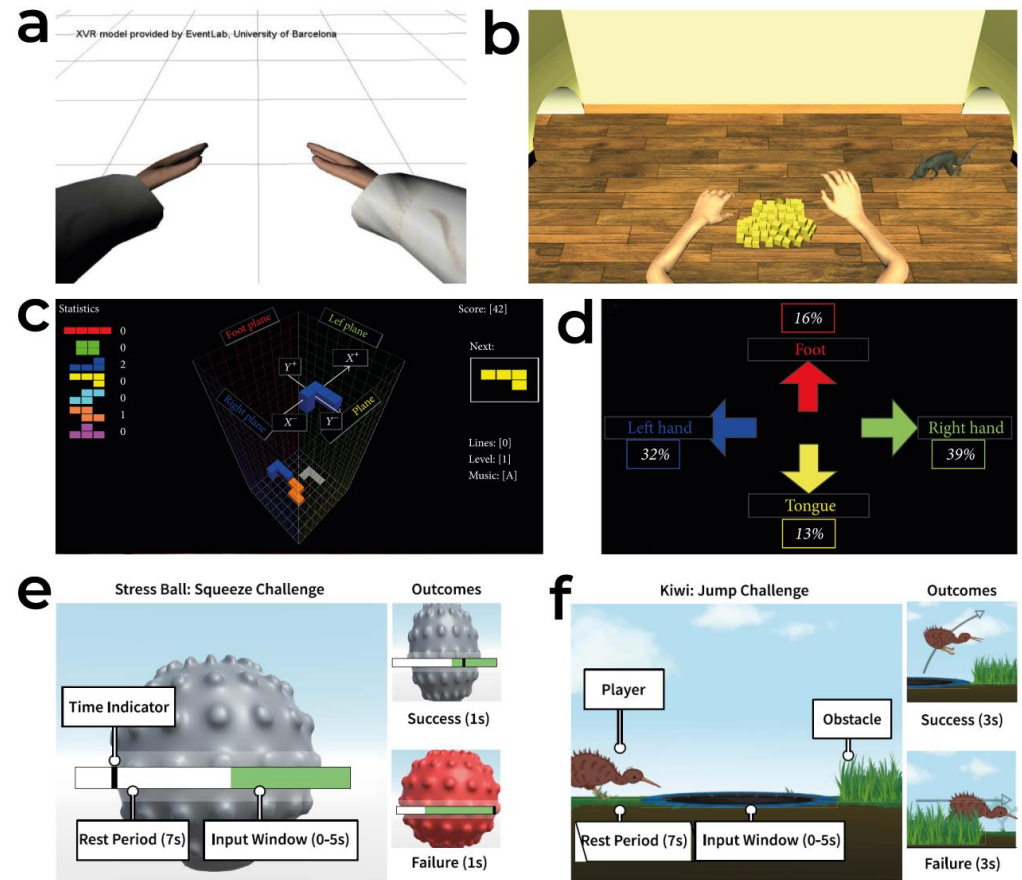 a
XVR model provided by EventLab, University of Barcelona
b
c
Statistics
0
0
2
0
0
1
0
Foot plane
Lef plane
Right plane
Plane
Y+
X+
X−
Y−
Score: [42]
Next:
Lines: [0]
Level: [1]
Music: [A]
d
16%
Foot
Left hand
32%
Right hand
39%
Tongue
13%
e
Stress Ball: Squeeze Challenge
Time Indicator
Rest Period (7s)
Input Window (0-5s)
Outcomes
Success (1s)
Failure (1s)
f
Kiwi: Jump Challenge
Player
Obstacle
Rest Period (7s)
Input Window (0-5s)
Outcomes
Success (3s)
Failure (3s)